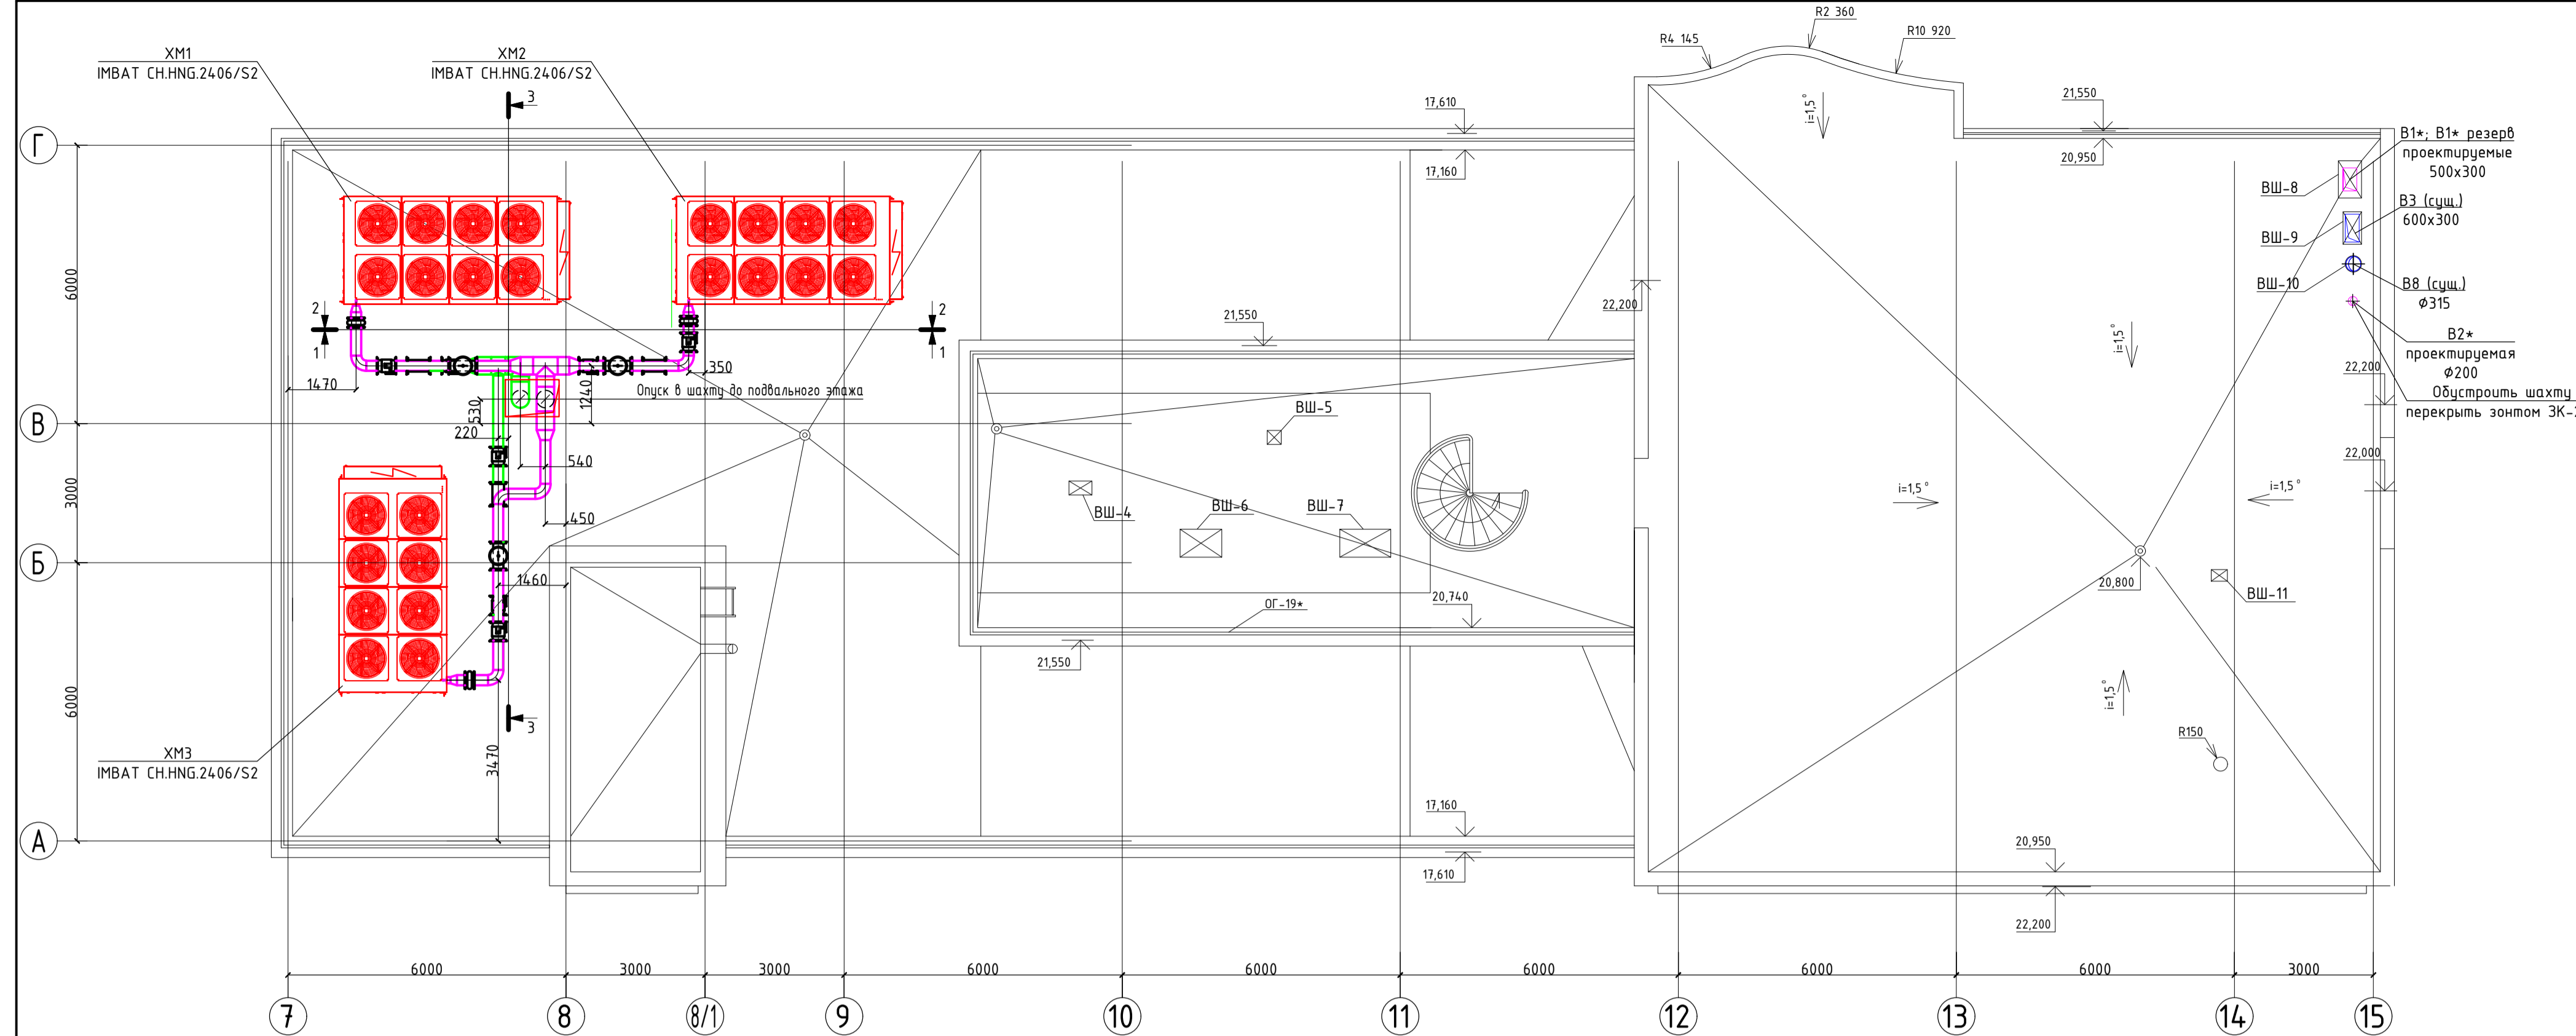 R2 360
R4 145
R10 920
ХМ1
IMBAT CH.HNG.2406/S2
ХМ2
IMBAT CH.HNG.2406/S2
3
17,610
17,160
i=1,5°
21,550
20,950
В1*; В1* резерв
проектируемые
500х300
ВШ-8
В3 (сущ.)
600х300
ВШ-9
ВШ-10
В8 (сущ.)
ϕ315
В2*
проектируемая
ϕ200
Обустроить шахту
перекрыть зонтом ЗК-
Г
В
Б
А
6000
3000
6000
2
1
2
1
1470
350
1240
530
Опуск в шахту до подвального этажа
220
540
450
1460
3470
3
ХМ3
IMBAT CH.HNG.2406/S2
21,550
22,200
i=1,5°
22,200
22,000
ВШ-5
ВШ-4
ВШ-6
ВШ-7
i=1,5°
i=1,5°
20,800
ВШ-11
ОГ-19*
20,740
21,550
i=1,5°
R150
17,160
17,610
20,950
22,200
6000
3000
3000
6000
6000
6000
6000
6000
3000
7
8
8/1
9
10
11
12
13
14
15